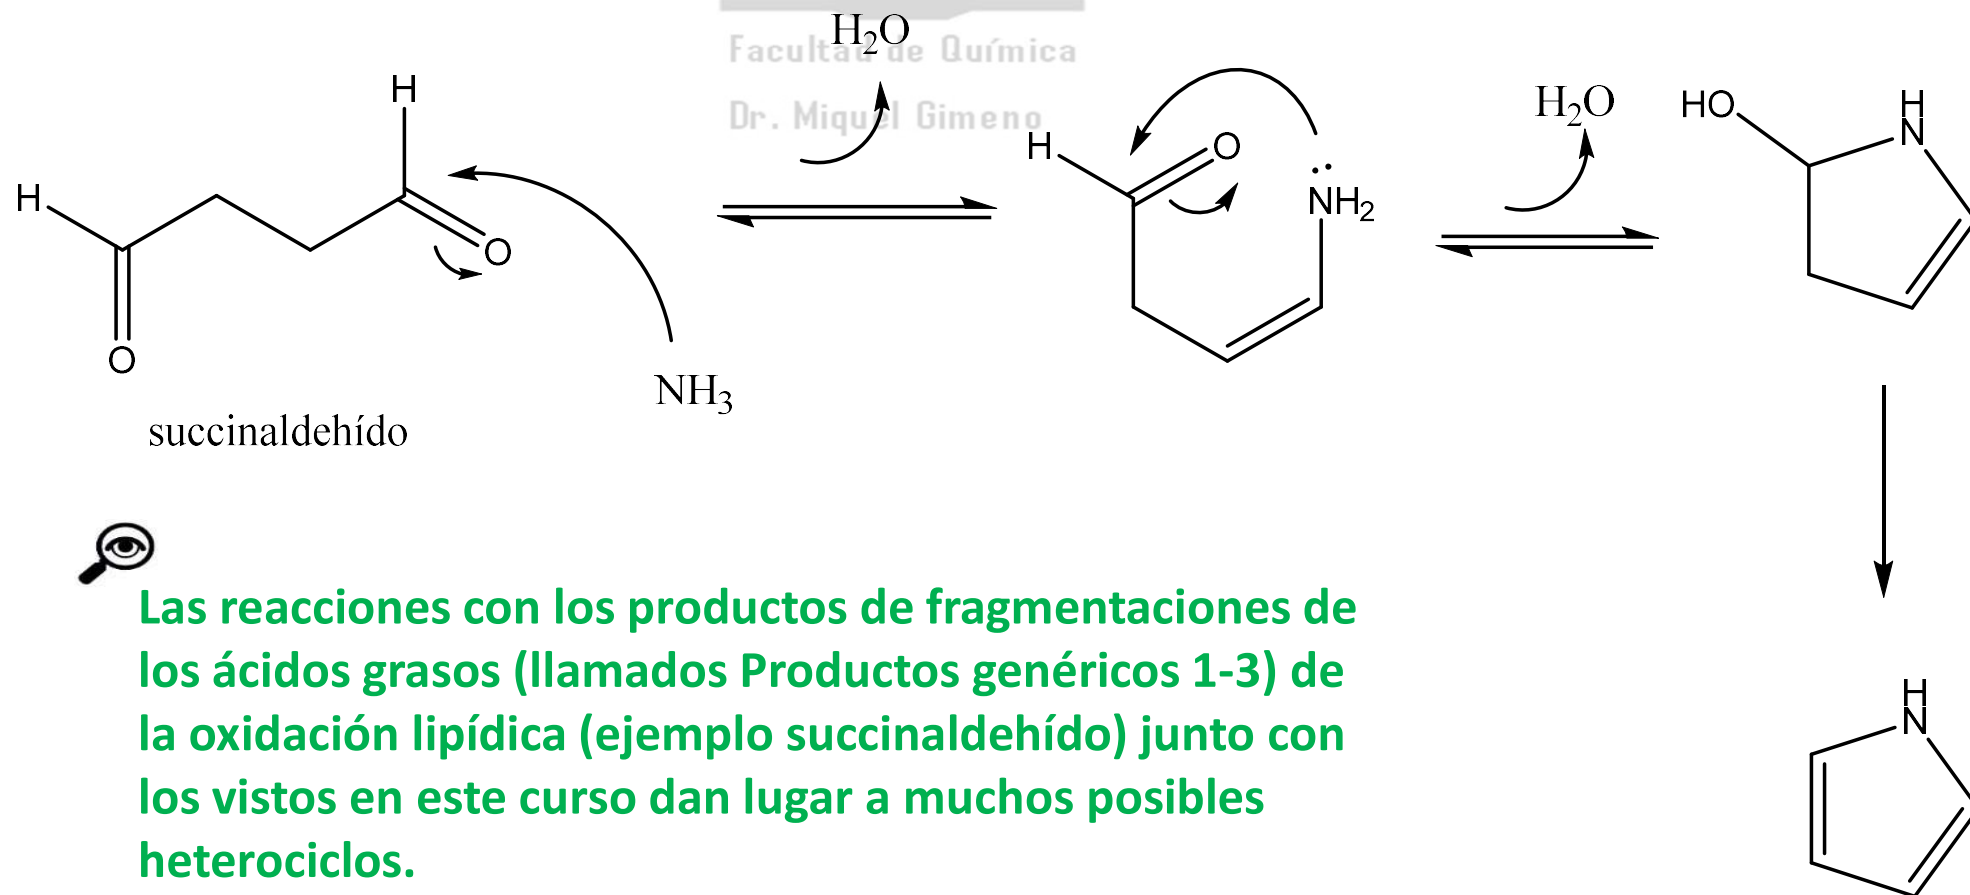 H₂O
Facultad de Química
Dr. Miquel Gimeno
H
H
O
O
NH₃
succinaldehído
H
O
NH₂
H₂O
HO
H
N
Las reacciones con los productos de fragmentaciones de
los ácidos grasos (llamados Productos genéricos 1-3) de
la oxidación lipídica (ejemplo succinaldehído) junto con
los vistos en este curso dan lugar a muchos posibles
heterociclos.
H
N